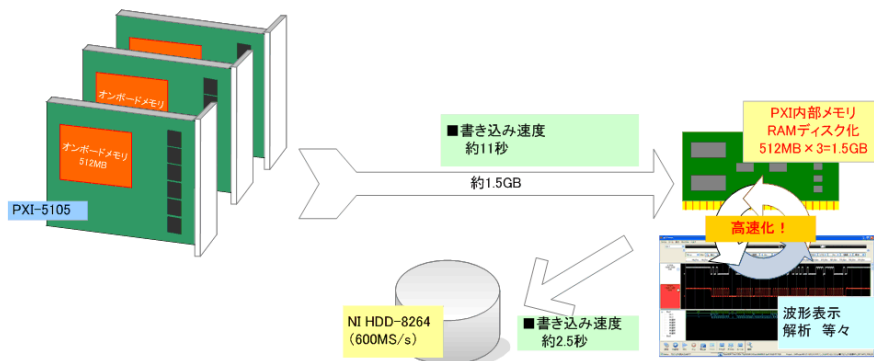 オンボードメモリ
オンボードメモリ
512MB
PXI-5105
■書き込み速度
約11秒
約1.5GB
PXI内部メモリ
RAMディスク化
512MB×3=1.5GB
高速化！
NI HDD-8264
(600MS/s)
■書き込み速度
約2.5秒
波形表示
解析 等々